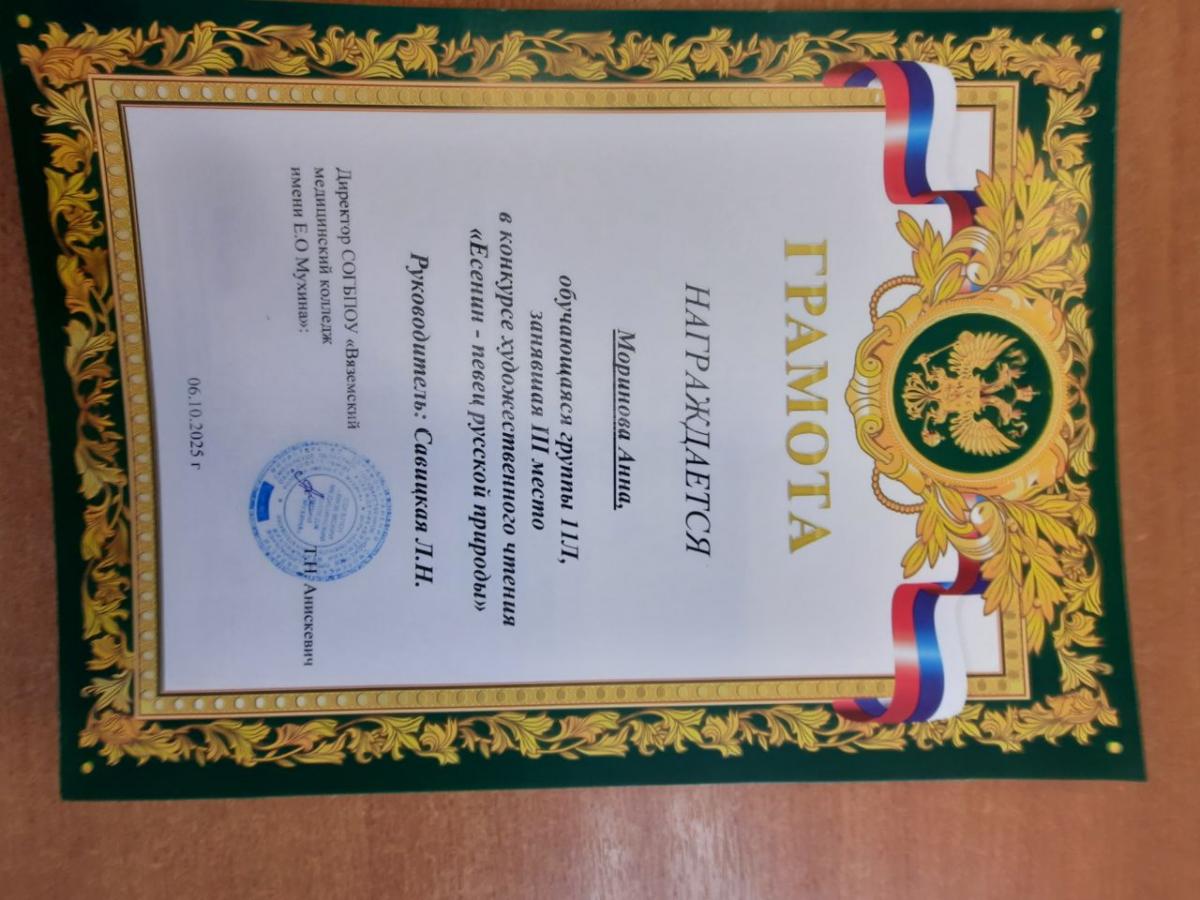 ГРАМОТА
НАГРАЖДАЕТСЯ
Моринова Анна,
обучающаяся группы 11Л,
занявшая III место
в конкурсе художественного чтения
«Есенин - певец русской природы»
Руководитель: Савицкая Л.Н.
Директор СОГБПОУ «Вяземский
медицинский колледж
имени Е.О Мухина»:
Т.Н. Анискевич
06.10.2025 г